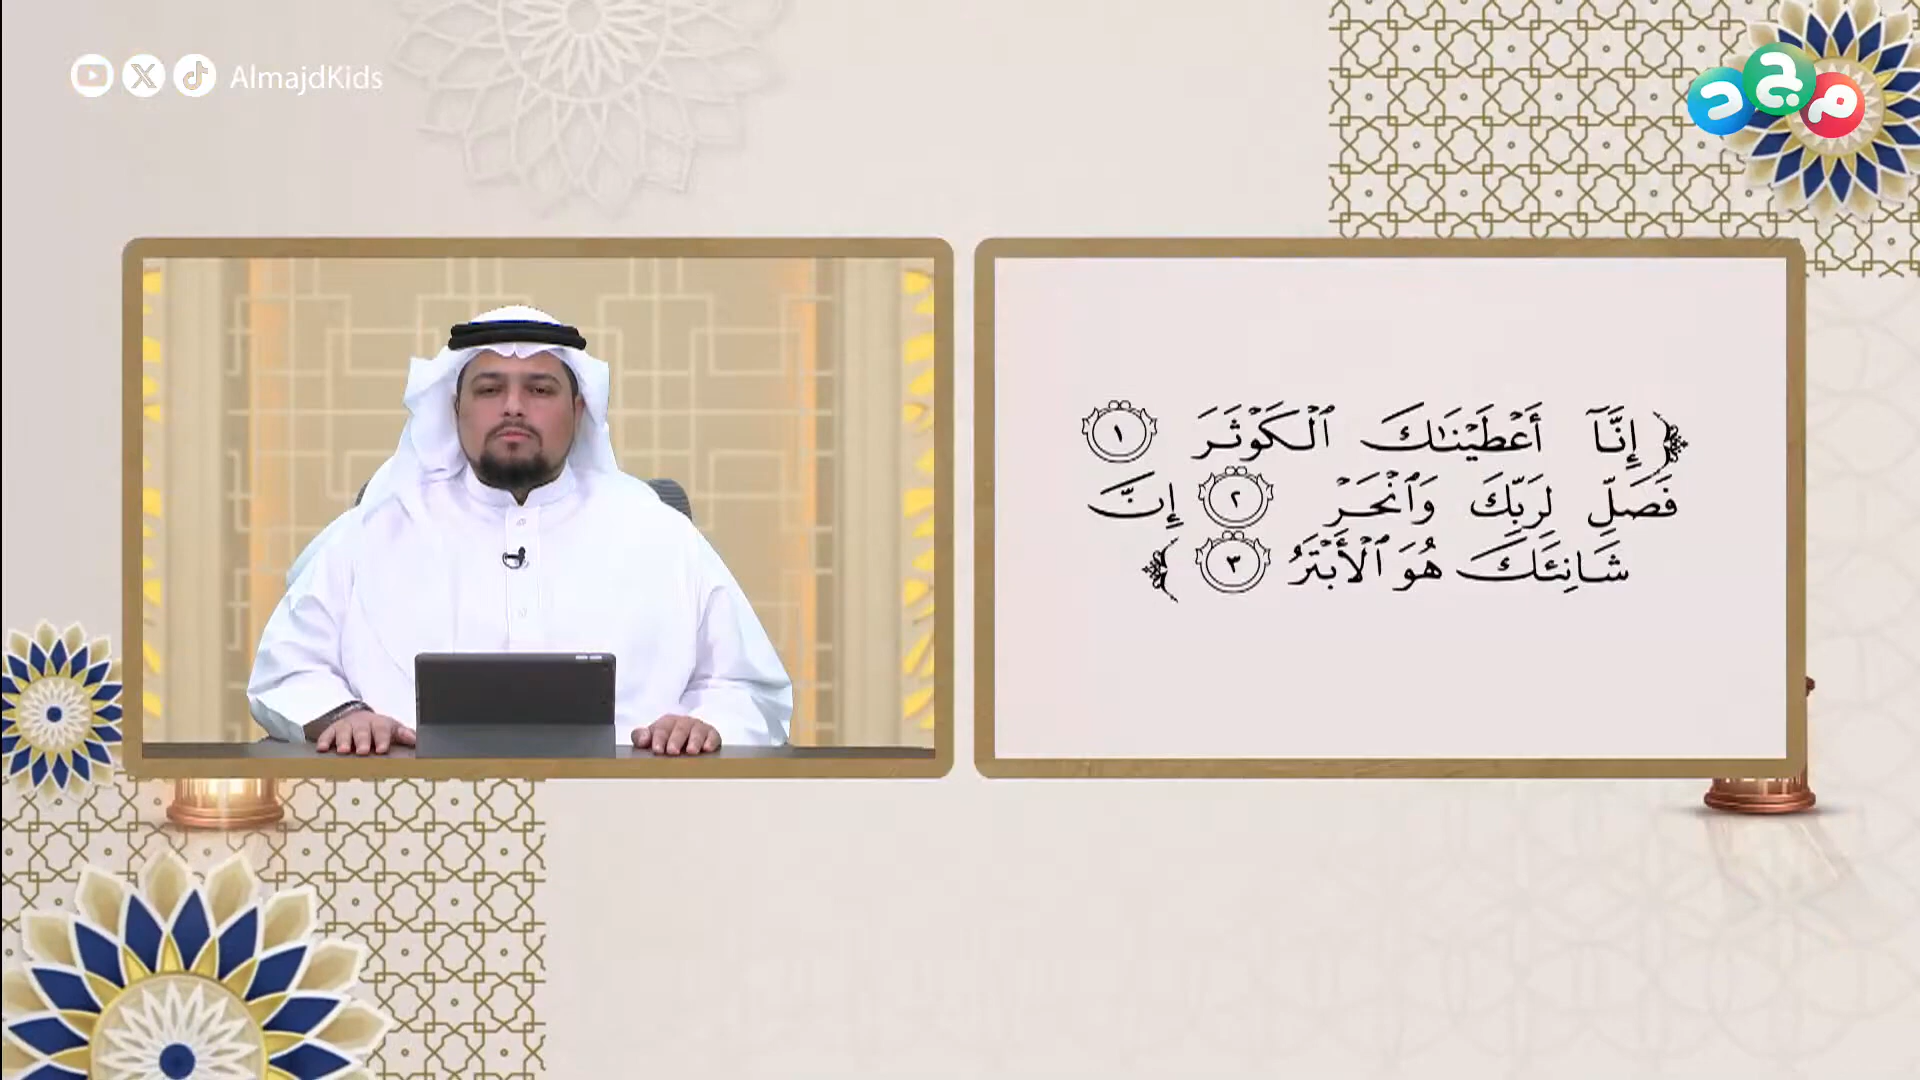 AlmajdKids
مجد
﴿ إِنَّآ أَعْطَيْنَٰكَ ٱلْكَوْثَرَ ١
فَصَلِّ لِرَبِّكَ وَٱنْحَرْ ٢ إِنَّ
شَانِئَكَ هُوَ ٱلْأَبْتَرُ ٣ ﴾